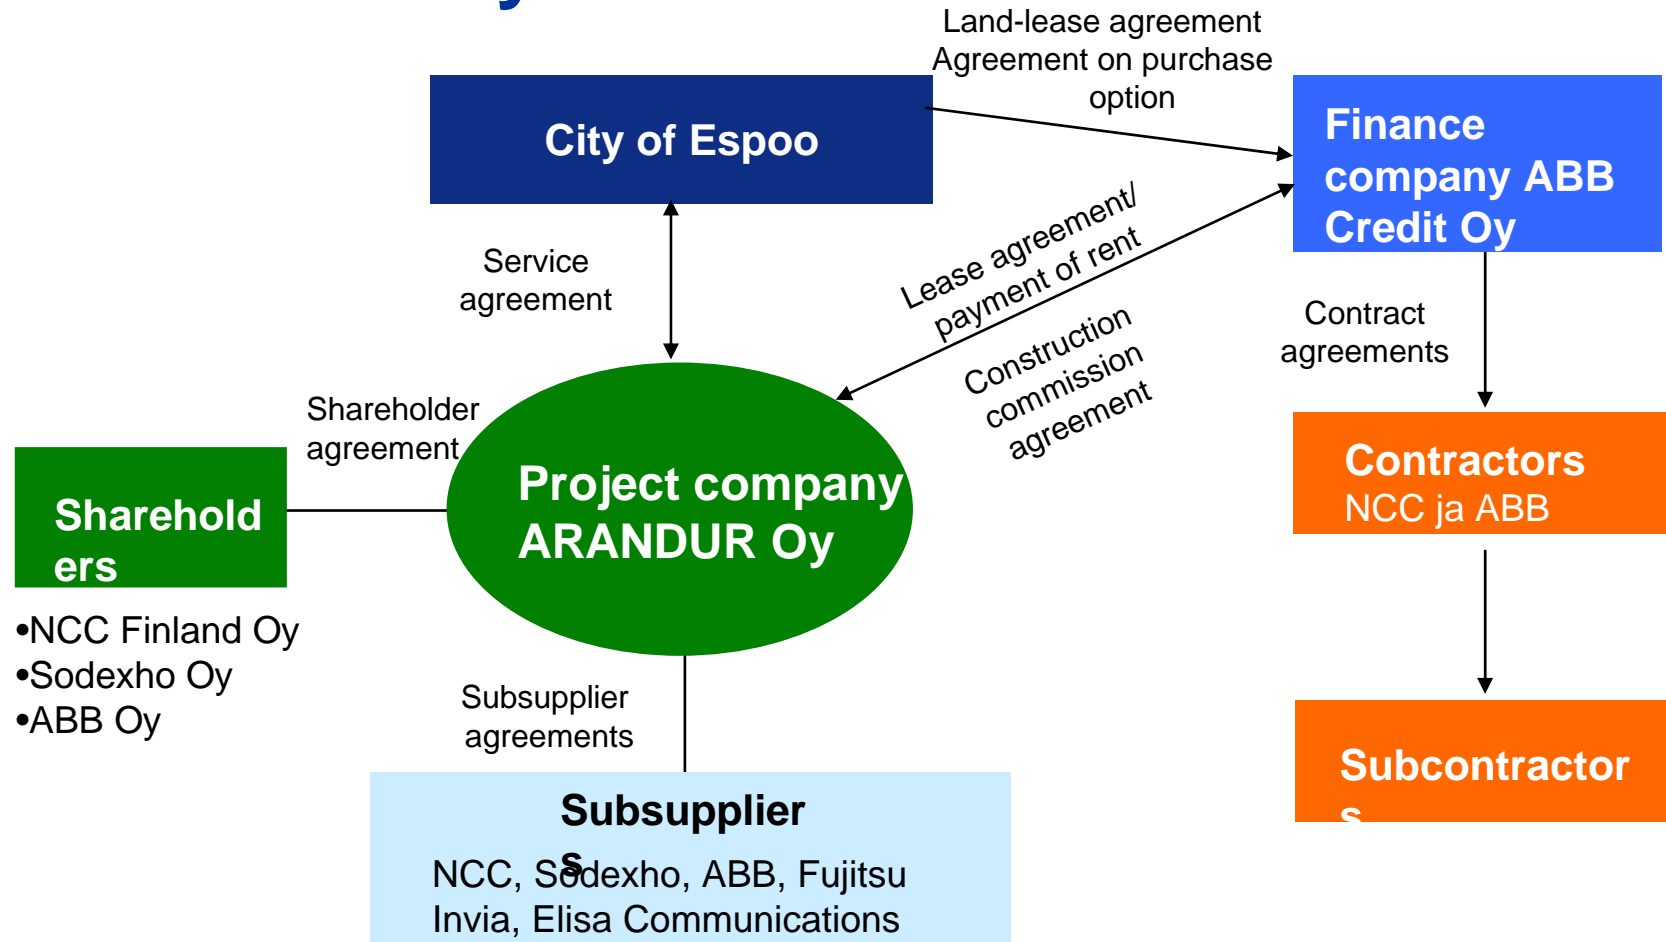 Land-lease agreement
Agreement on purchase
option
City of Espoo
Finance
company ABB
Credit Oy
Lease agreement/
payment of rent
Service
agreement
Construction
commission
agreement
Contract
agreements
Shareholder
agreement
Contractors
NCC ja ABB
Project company
ARANDUR Oy
Sharehold
ers
•NCC Finland Oy
•Sodexho Oy
•ABB Oy
Subsupplier
agreements
Subcontractor
s
Subsupplier
s
NCC, Sodexho, ABB, Fujitsu
Invia, Elisa Communications